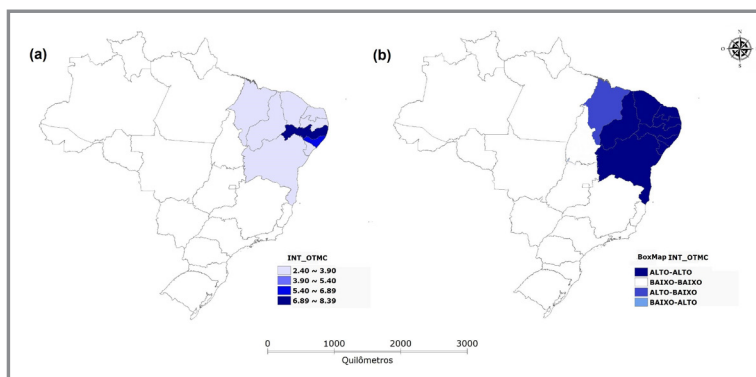 (a)
(b)
N
O
S
INT_OTMC
2.40 ~ 3.90
3.90 ~ 5.40
5.40 ~ 6.89
6.89 ~ 8.39
BoxMap INT_OTMC
ALTO-ALTO
BAIXO-BAIXO
ALTO-BAIXO
BAIXO-ALTO
0 1000 2000 3000
Quilômetros